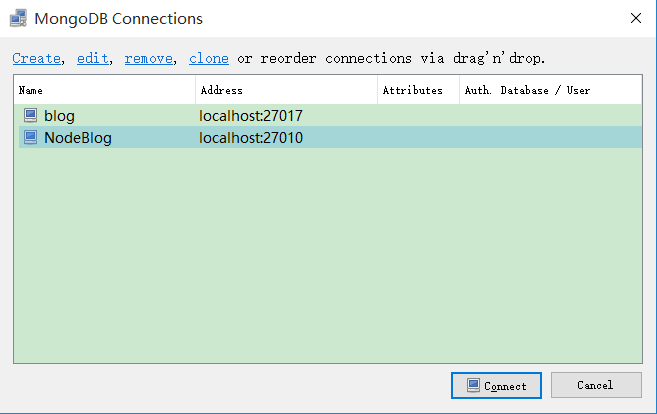 MongoDB Connections
Create, edit, remove, clone or reorder connections via drag'n'drop.
Name Address Attributes Auth. Database / User
blog localhost:27017
NodeBlog localhost:27010
Connect Cancel